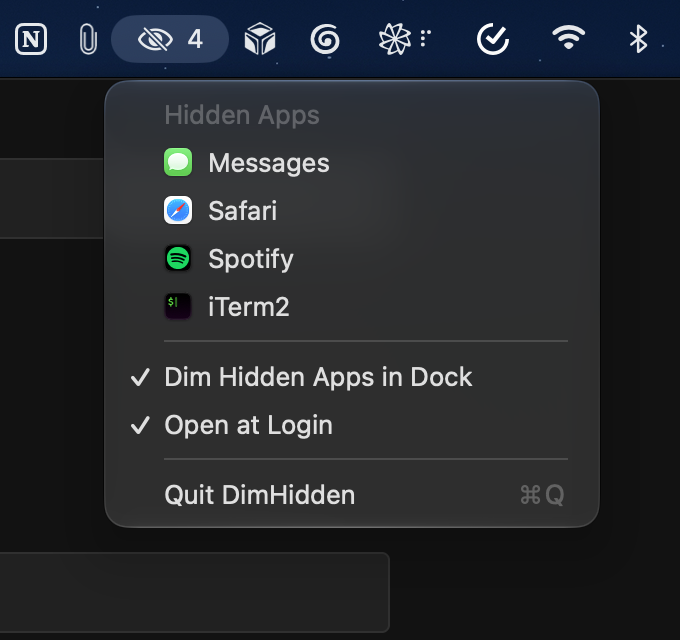 N
4
Hidden Apps
Messages
Safari
Spotify
$|
iTerm2
✓ Dim Hidden Apps in Dock
✓ Open at Login
Quit DimHidden ⌘Q